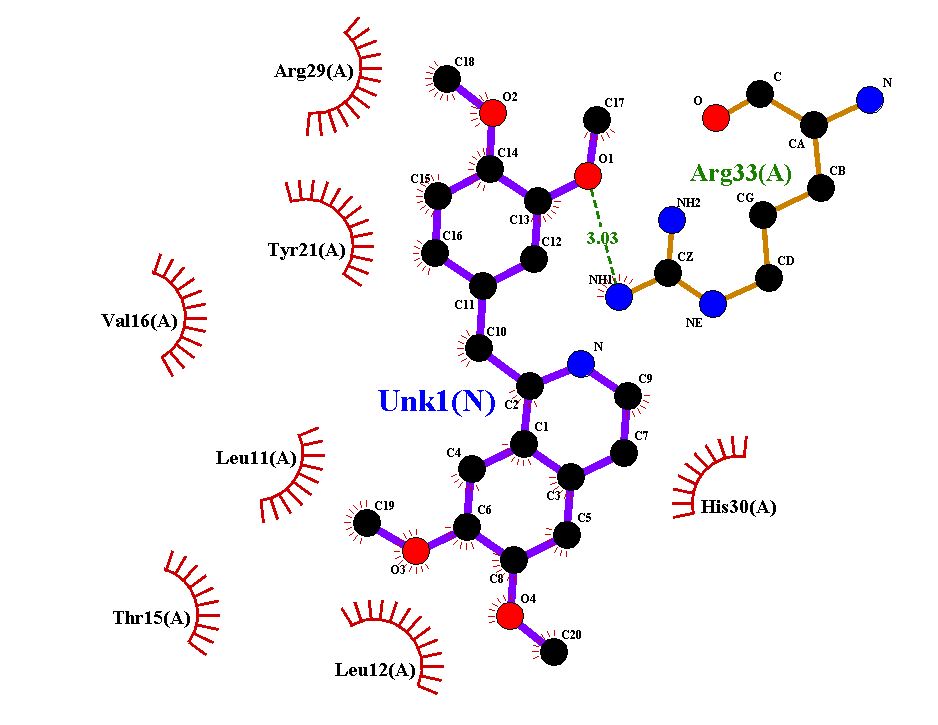 C18
Arg29(A)
O2
C17
C
N
O
CA
C14
O1
C15
Arg33(A)
CB
C13
CG
NH2
C12
Tyr21(A)
C16
3.03
CZ
CD
NH1
C11
Val16(A)
NE
C10
N
Unk1(N)
C2
C9
C1
C7
C4
Leu11(A)
C3
C19
C6
C5
His30(A)
O3
C8
O4
Thr15(A)
C20
Leu12(A)